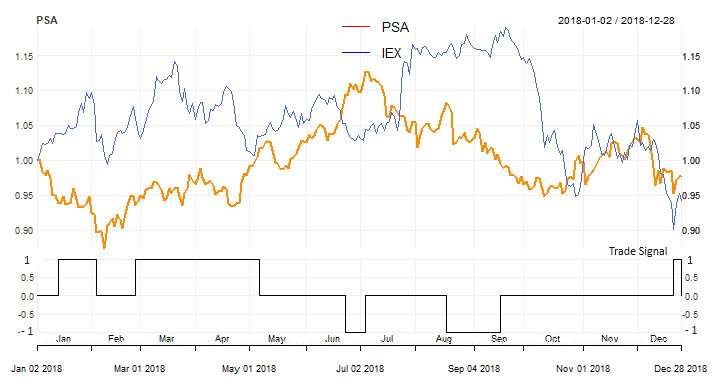 PSA
2018-01-02 / 2018-12-28
PSA
IEX
1.15 1.15
1.10 1.10
1.05 1.05
1.00 1.00
0.95 0.95
0.90 0.90
Trade Signal
1 1
0.5 0.5
0.0 0.0
-0.5 -0.5
- 1 - 1
Jan Feb Mar Apr May Jun Jul Aug Sep Oct Nov Dec
Jan 02 2018 Mar 01 2018 May 01 2018 Jul 02 2018 Sep 04 2018 Nov 01 2018 Dec 28 2018